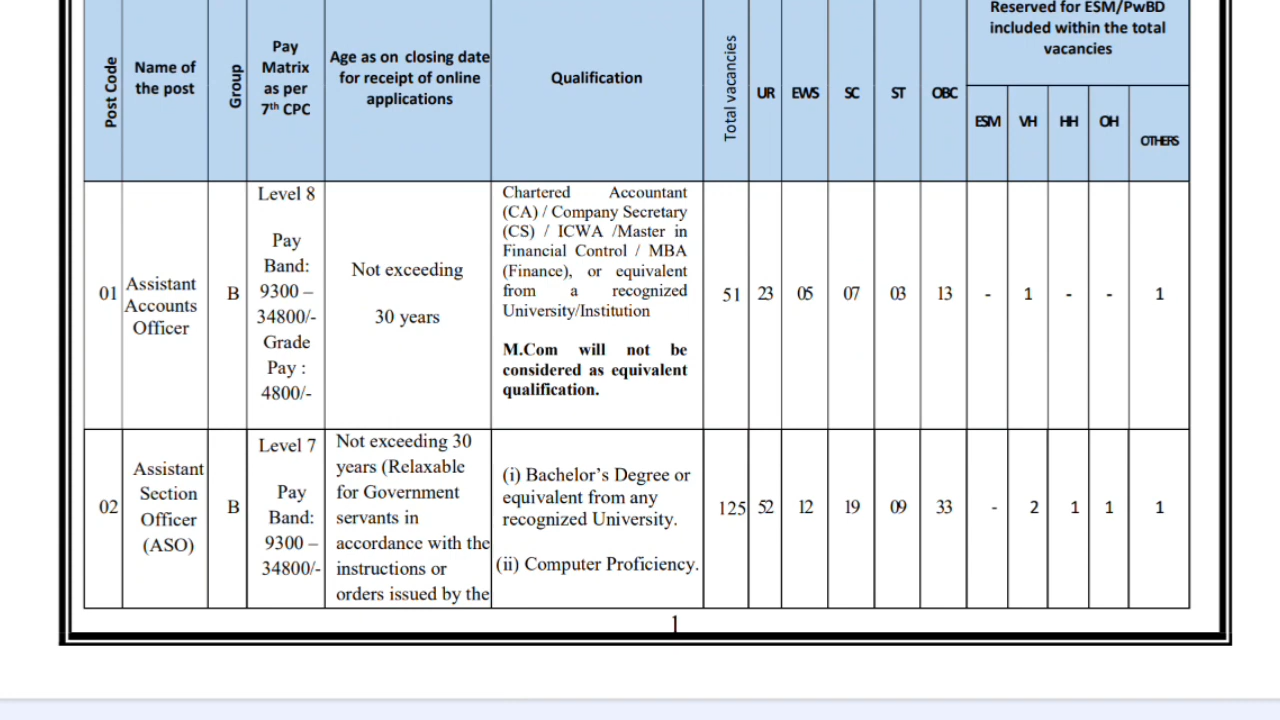 Reserved for ESM/PwBD
included within the total
vacancies
Post Code
Name of
the post
Group
Pay
Matrix
as per
7th CPC
Age as on closing date
for receipt of online
applications
Qualification
Total vacancies
UR
EWS
SC
ST
OBC
ESM
VH
HH
OH
OTHERS
01
Assistant
Accounts
Officer
B
Level 8
Pay
Band:
9300 –
34800/-
Grade
Pay :
4800/-
Not exceeding
30 years
Chartered Accountant
(CA) / Company Secretary
(CS) / ICWA /Master in
Financial Control / MBA
(Finance), or equivalent
from a recognized
University/Institution
M.Com will not be
considered as equivalent
qualification.
51
23
05
07
03
13
-
1
-
-
1
02
Assistant
Section
Officer
(ASO)
B
Level 7
Pay
Band:
9300 –
34800/-
Not exceeding 30
years (Relaxable
for Government
servants in
accordance with the
instructions or
orders issued by the
(i) Bachelor’s Degree or
equivalent from any
recognized University.
(ii) Computer Proficiency.
125
52
12
19
09
33
-
2
1
1
1
1